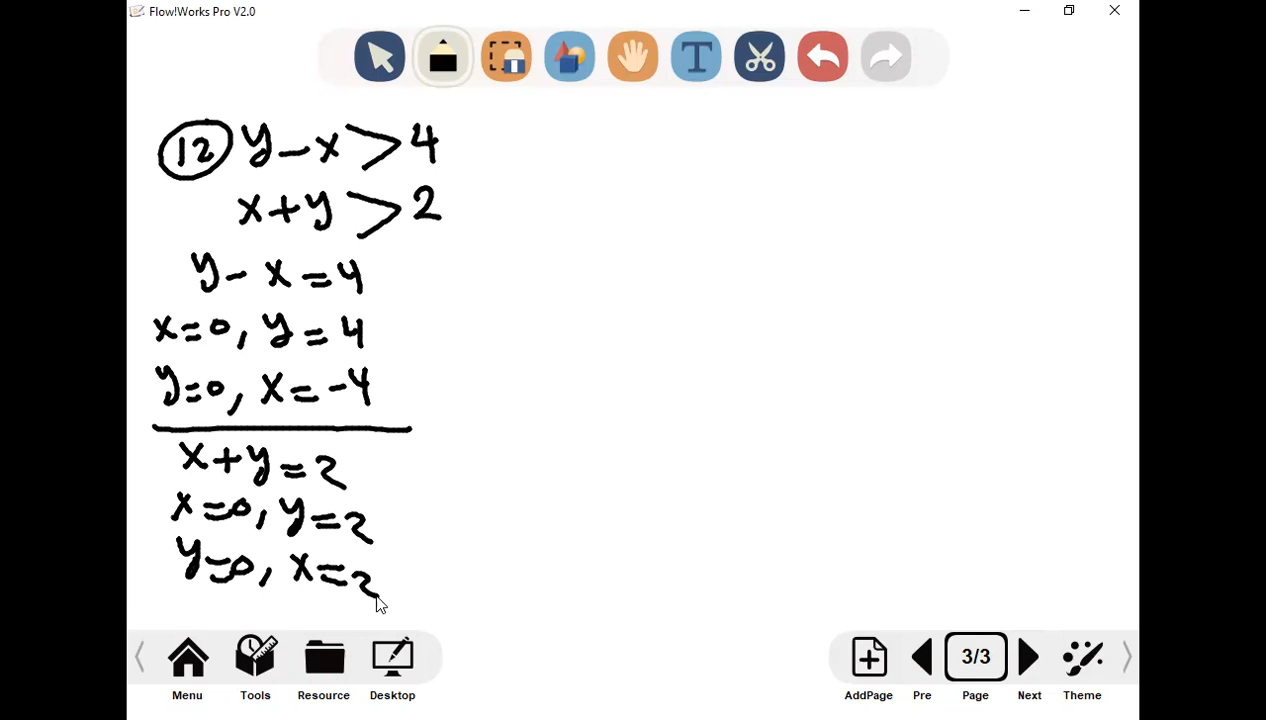 Flow!Works Pro V2.0
T
12 y-x>4
x+y>2
y-x=4
x=0, y=4
y=0, x=-4
x+y=2
x=0, y=2
y=0, x=2
Menu Tools Resource Desktop
3/3
AddPage Pre Page Next Theme